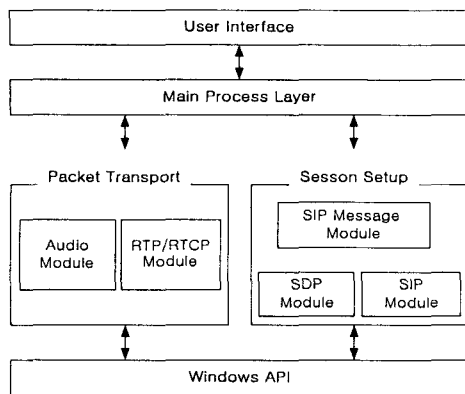 User Interface
Main Process Layer
Packet Transport
Audio
Module
RTP/RTCP
Module
Sesson Setup
SIP Message
Module
SDP
Module
SIP
Module
Windows API